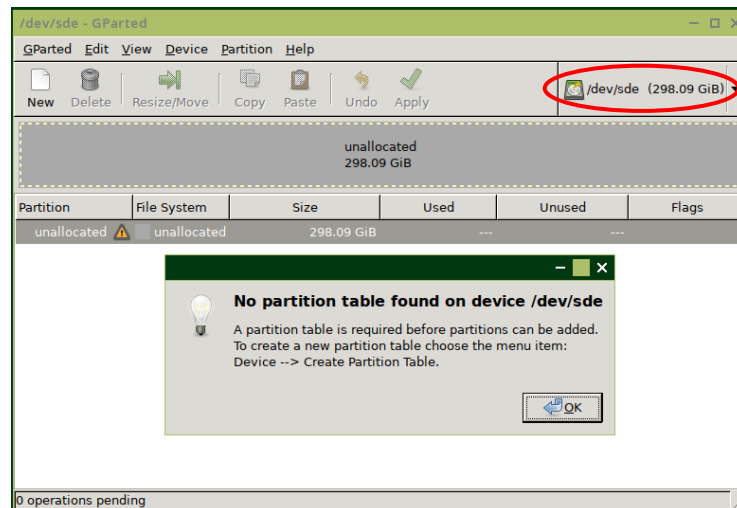 /dev/sde - GParted
GParted Edit View Device Partition Help
New Delete Resize/Move Copy Paste Undo Apply
/dev/sde (298.09 GiB)
unallocated
298.09 GiB
Partition File System Size Used Unused Flags
unallocated unallocated 298.09 GiB --- ---
No partition table found on device /dev/sde
A partition table is required before partitions can be added.
To create a new partition table choose the menu item:
Device --> Create Partition Table.
OK
0 operations pending